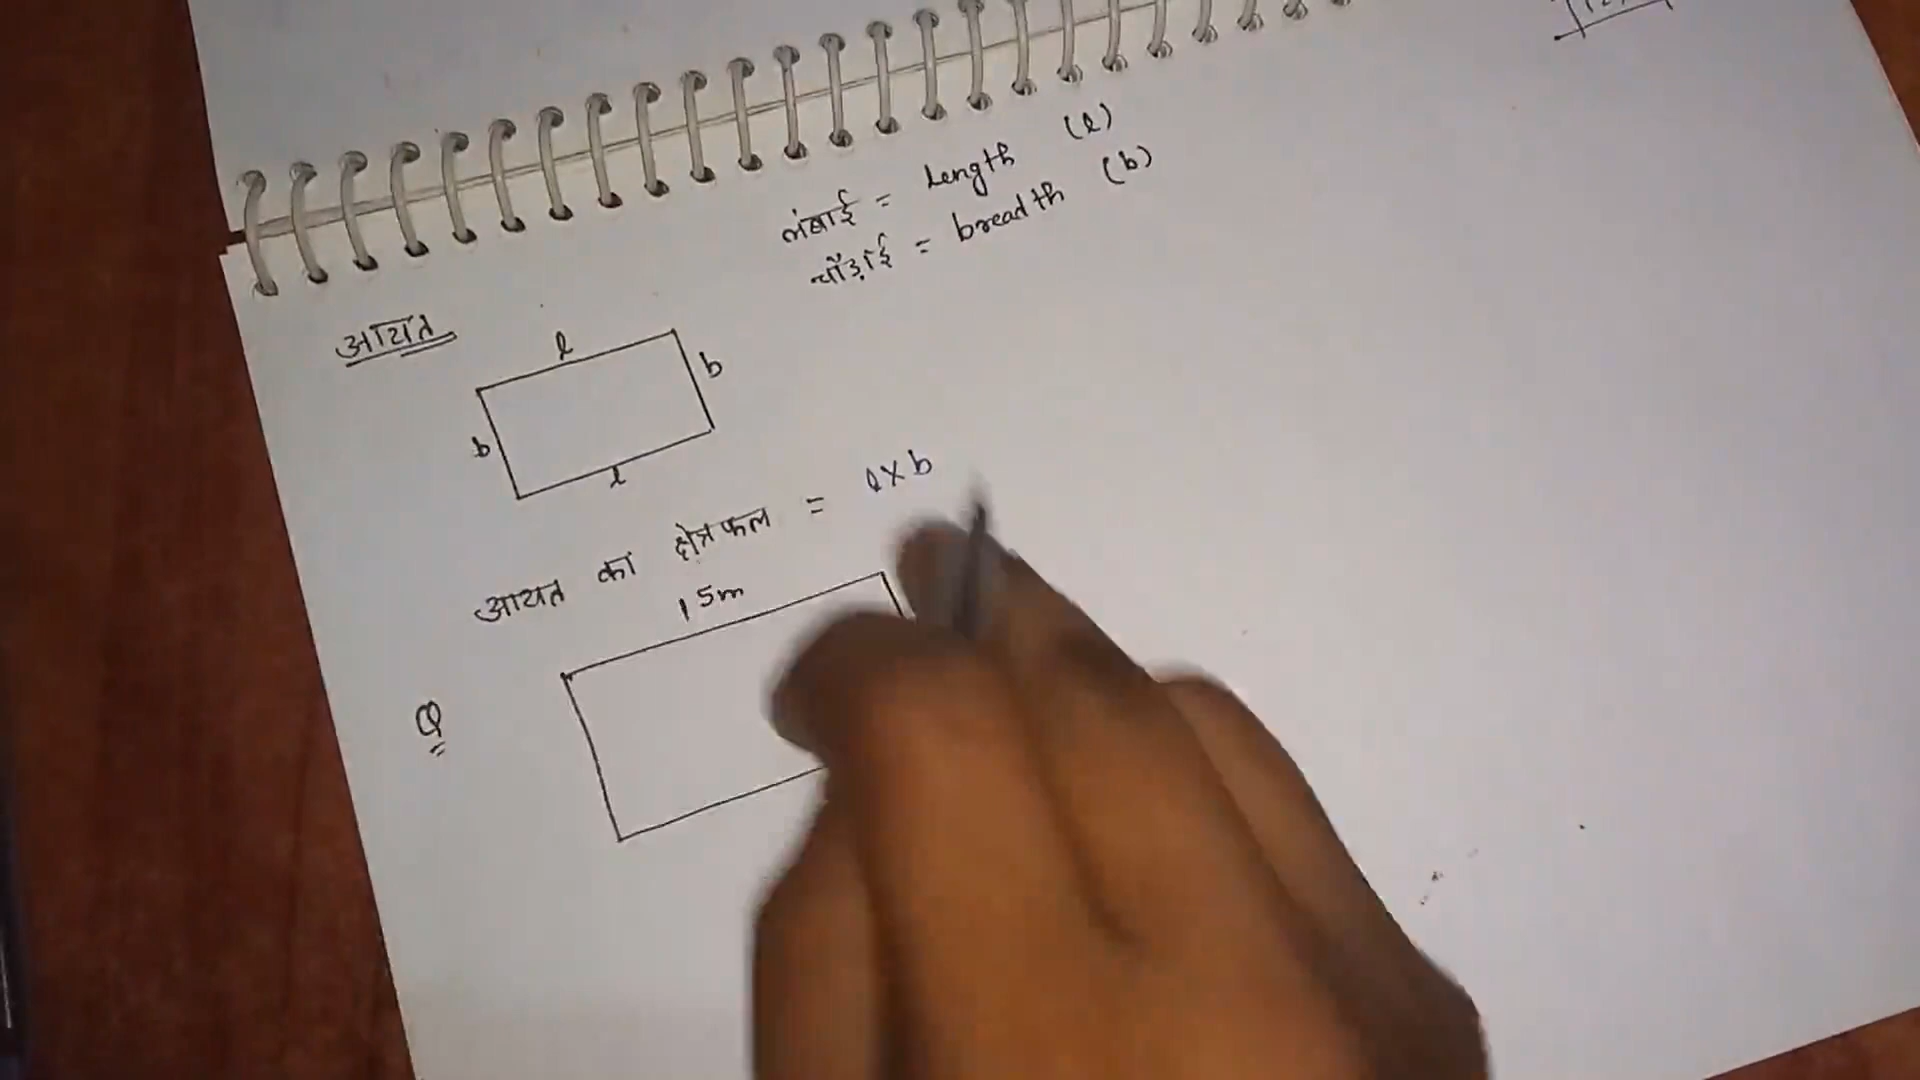 लंबाई = Length (l)
चौड़ाई = breadth (b)
आयत
l
b
b
l
आयत का क्षेत्रफल = l×b
15m
Q